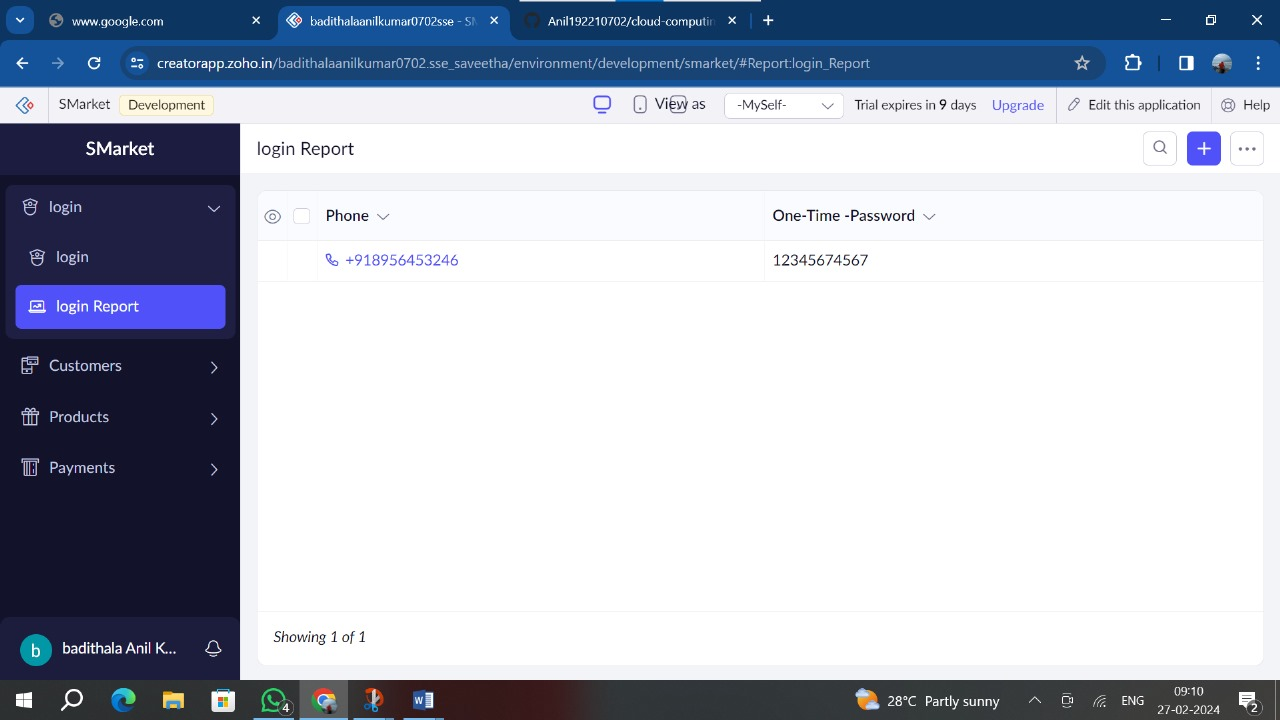 www.google.com
badithalaanilkumar0702sse - SM
Anil192210702/cloud-computin
creatorapp.zoho.in/badithalaanilkumar0702.sse_saveetha/environment/development/smarket/#Report:login_Report
SMarket Development View as -MySelf- Trial expires in 9 days Upgrade Edit this application Help
SMarket
login Report
login
login
login Report
Customers
Products
Payments
Phone One-Time -Password
+918956453246 12345674567
Showing 1 of 1
b badithala Anil K...
4 28°C Partly sunny ENG 09:10
27-02-2024 2